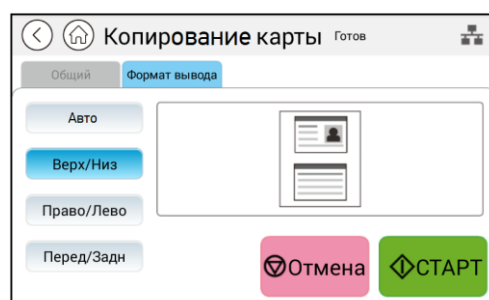 Копирование карты Готов
Общий Формат вывода
Авто
Верх/Низ
Право/Лево
Перед/Задн
Отмена СТАРТ